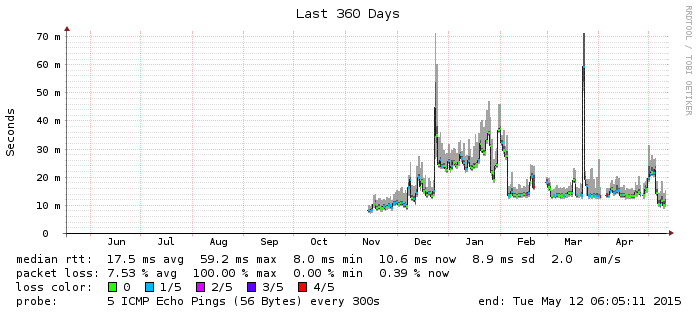 Last 360 Days
RRDTOOL / TOBI OETIKER
Seconds
70 m
60 m
50 m
40 m
30 m
20 m
10 m
0
Jun Jul Aug Sep Oct Nov Dec Jan Feb Mar Apr
median rtt: 17.5 ms avg 59.2 ms max 8.0 ms min 10.6 ms now 8.9 ms sd 2.0 am/s
packet loss: 7.53 % avg 100.00 % max 0.00 % min 0.39 % now
loss color: 0 1/5 2/5 3/5 4/5
probe: 5 ICMP Echo Pings (56 Bytes) every 300s end: Tue May 12 06:05:11 2015